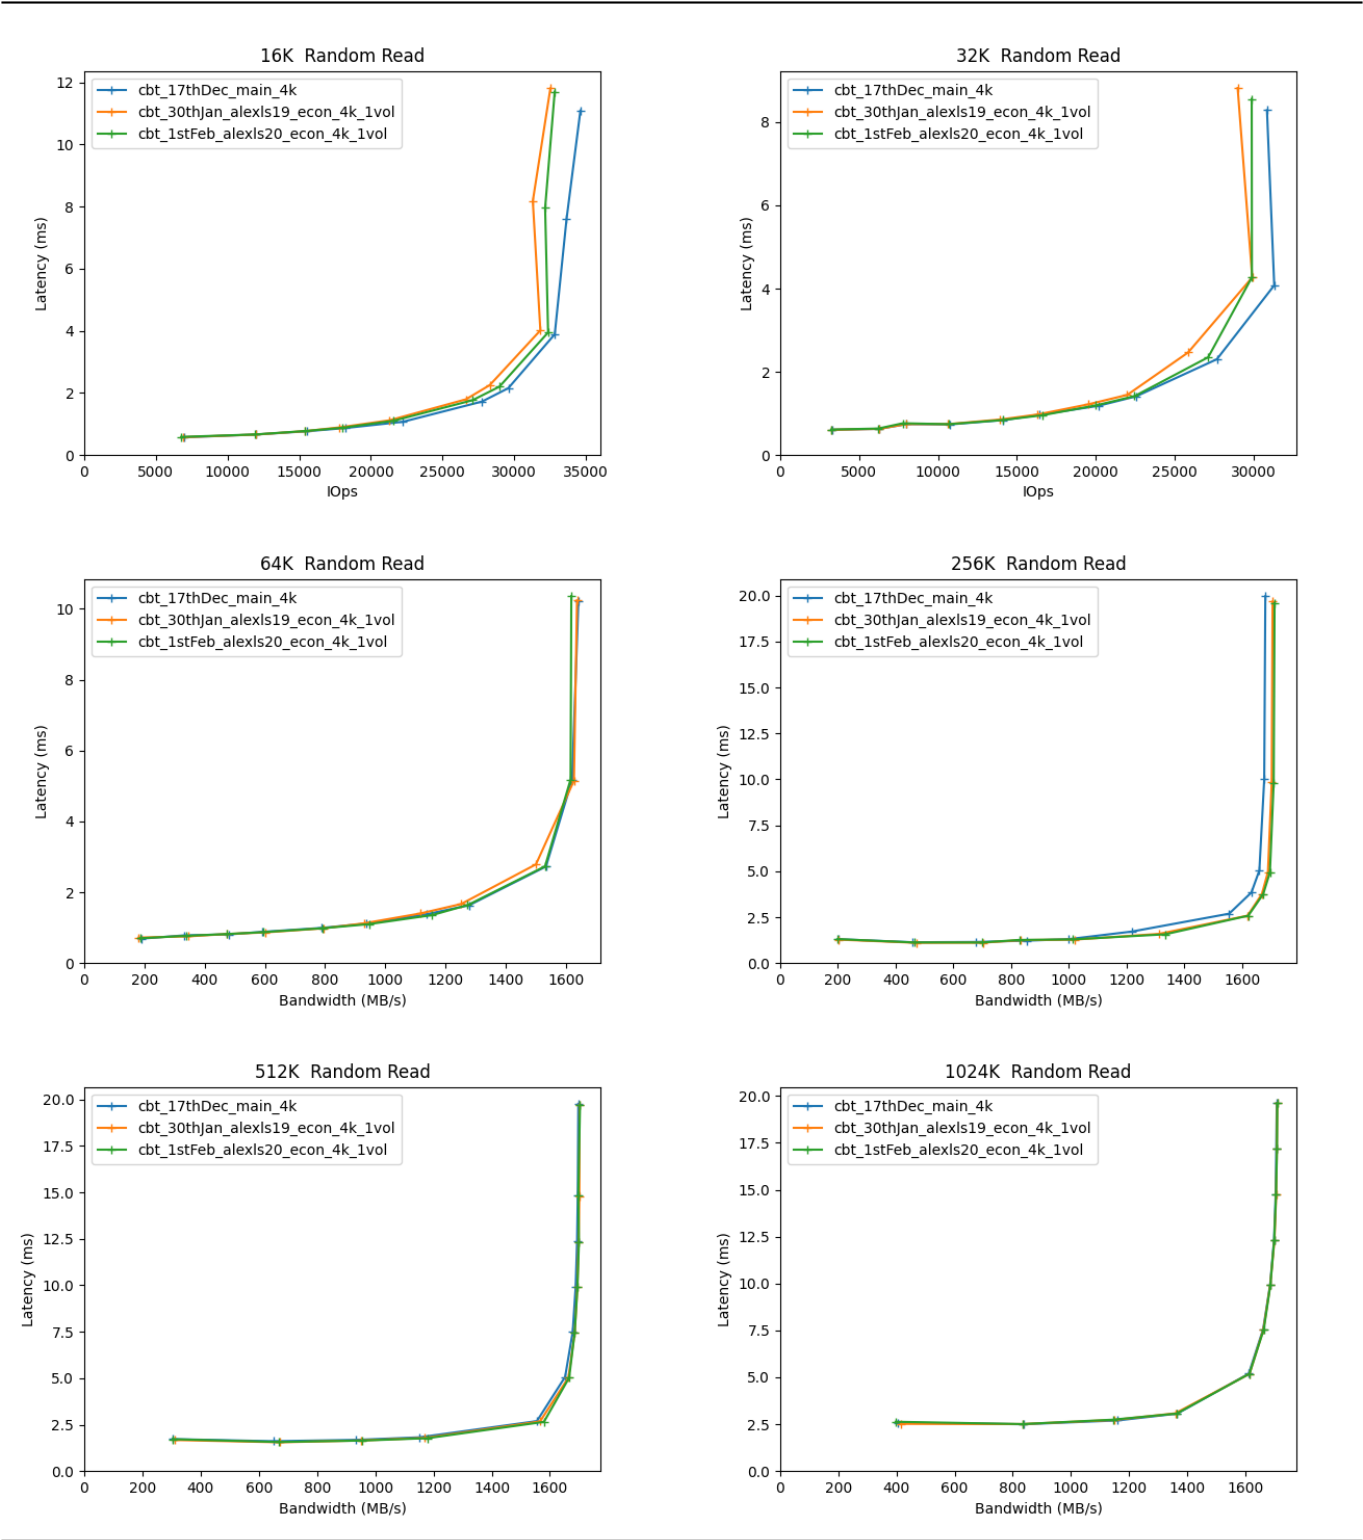 16K  Random Read
cbt_17thDec_main_4k
cbt_30thJan_alexls19_econ_4k_1vol
cbt_1stFeb_alexls20_econ_4k_1vol
12
10
8
6
4
2
0
Latency (ms)
0 5000 10000 15000 20000 25000 30000 35000
IOps
32K  Random Read
cbt_17thDec_main_4k
cbt_30thJan_alexls19_econ_4k_1vol
cbt_1stFeb_alexls20_econ_4k_1vol
8
6
4
2
0
Latency (ms)
0 5000 10000 15000 20000 25000 30000
IOps
64K  Random Read
cbt_17thDec_main_4k
cbt_30thJan_alexls19_econ_4k_1vol
cbt_1stFeb_alexls20_econ_4k_1vol
10
8
6
4
2
0
Latency (ms)
0 200 400 600 800 1000 1200 1400 1600
Bandwidth (MB/s)
256K  Random Read
cbt_17thDec_main_4k
cbt_30thJan_alexls19_econ_4k_1vol
cbt_1stFeb_alexls20_econ_4k_1vol
20.0
17.5
15.0
12.5
10.0
7.5
5.0
2.5
0.0
Latency (ms)
0 200 400 600 800 1000 1200 1400 1600
Bandwidth (MB/s)
512K  Random Read
cbt_17thDec_main_4k
cbt_30thJan_alexls19_econ_4k_1vol
cbt_1stFeb_alexls20_econ_4k_1vol
20.0
17.5
15.0
12.5
10.0
7.5
5.0
2.5
0.0
Latency (ms)
0 200 400 600 800 1000 1200 1400 1600
Bandwidth (MB/s)
1024K  Random Read
cbt_17thDec_main_4k
cbt_30thJan_alexls19_econ_4k_1vol
cbt_1stFeb_alexls20_econ_4k_1vol
20.0
17.5
15.0
12.5
10.0
7.5
5.0
2.5
0.0
Latency (ms)
0 200 400 600 800 1000 1200 1400 1600
Bandwidth (MB/s)